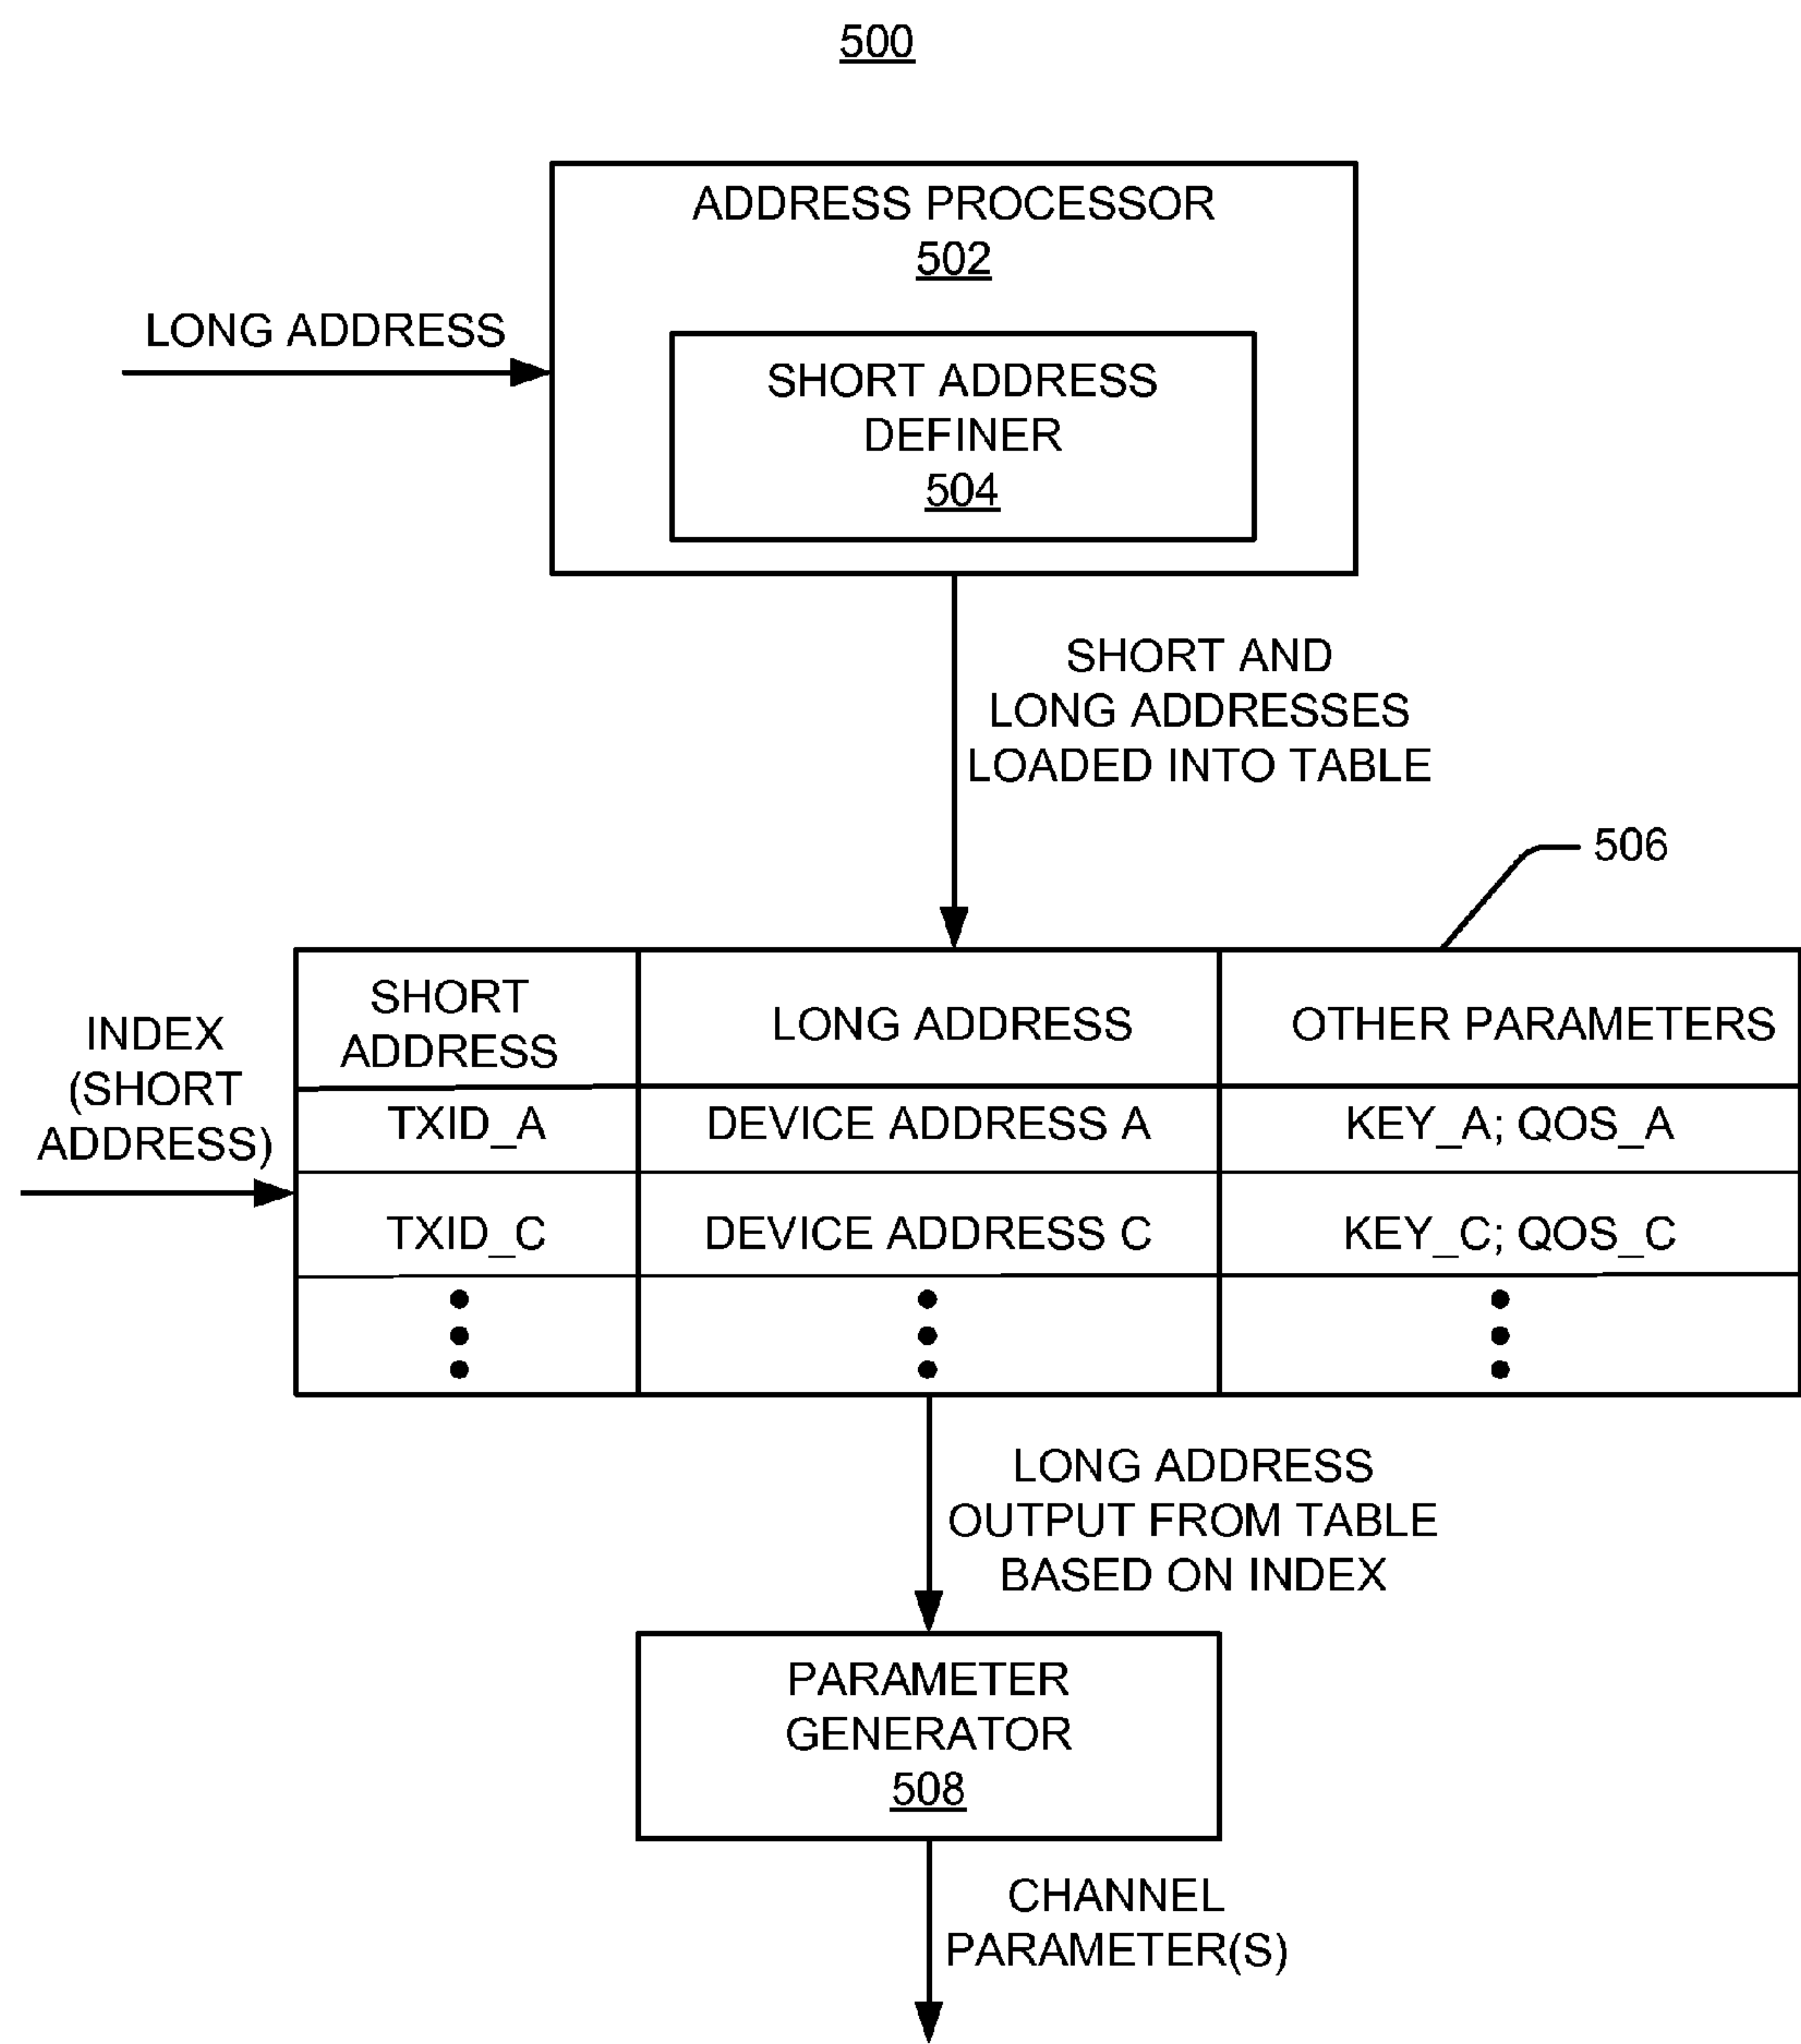 500
ADDRESS PROCESSOR
502
LONG ADDRESS
SHORT ADDRESS
DEFINER
504
SHORT AND
LONG ADDRESSES
LOADED INTO TABLE
506
INDEX
(SHORT
ADDRESS)
SHORT
ADDRESS
LONG ADDRESS
OTHER PARAMETERS
TXID_A
DEVICE ADDRESS A
KEY_A; QOS_A
TXID_C
DEVICE ADDRESS C
KEY_C; QOS_C
LONG ADDRESS
OUTPUT FROM TABLE
BASED ON INDEX
PARAMETER
GENERATOR
508
CHANNEL
PARAMETER(S)